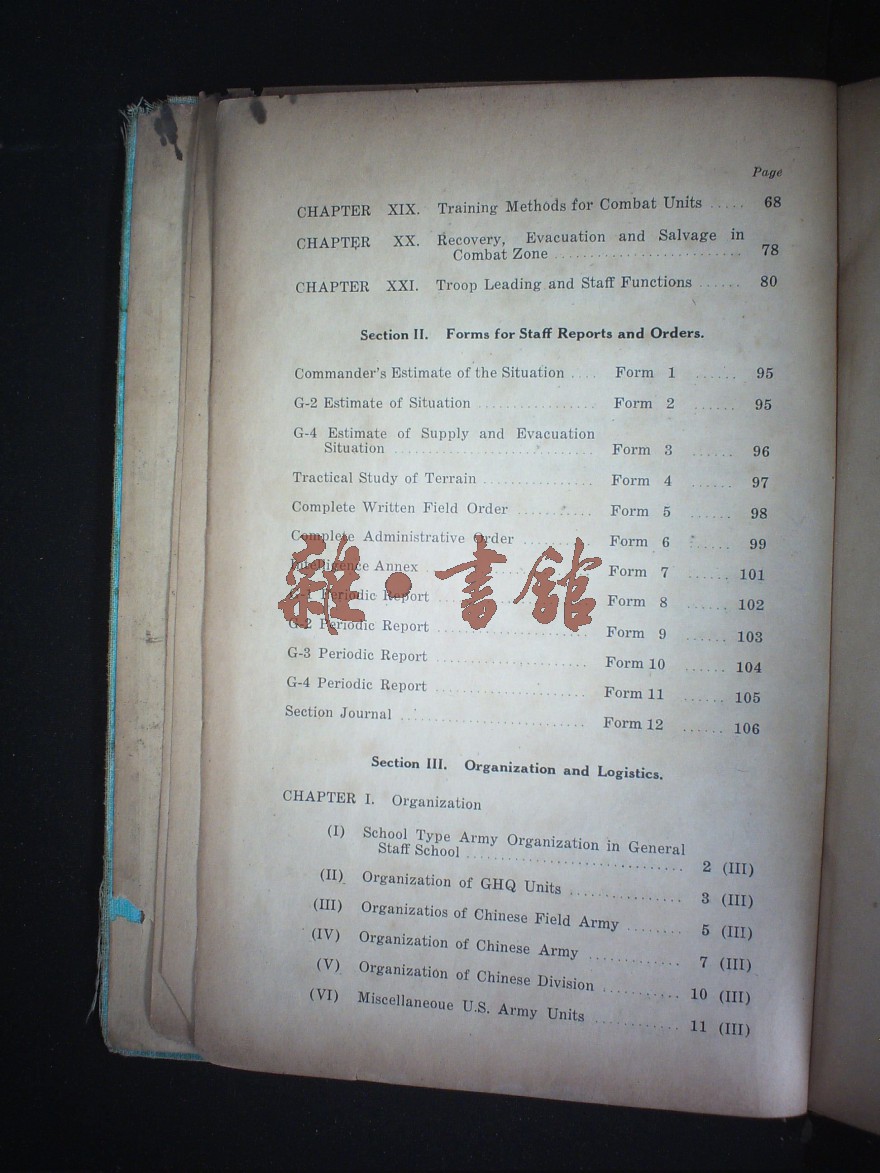 Page
CHAPTER XIX. Training Methods for Combat Units ..... 68
CHAPTER XX. Recovery, Evacuation and Salvage in
Combat Zone .......................... 78
CHAPTER XXI. Troop Leading and Staff Functions ...... 80
Section II. Forms for Staff Reports and Orders.
Commander's Estimate of the Situation .... Form 1 ...... 95
G-2 Estimate of Situation ................ Form 2 ...... 95
G-4 Estimate of Supply and Evacuation
Situation ............................ Form 3 ...... 96
Tractical Study of Terrain ............... Form 4 ...... 97
Complete Written Field Order ........... Form 5 ...... 98
Complete Administrative Order .......... Form 6 ...... 99
Intelligence Annex ....................... Form 7 ...... 101
G-1 Periodic Report ..................... Form 8 ...... 102
G-2 Periodic Report ..................... Form 9 ...... 103
G-3 Periodic Report ..................... Form 10 ...... 104
G-4 Periodic Report ..................... Form 11 ...... 105
Section Journal .......................... Form 12 ...... 106
雜·書館
Section III. Organization and Logistics.
CHAPTER I. Organization
(I) School Type Army Organization in General
Staff School .............................. 2 (III)
(II) Organization of GHQ Units ............... 3 (III)
(III) Organizatios of Chinese Field Army ........ 5 (III)
(IV) Organization of Chinese Army ............. 7 (III)
(V) Organization of Chinese Division ........... 10 (III)
(VI) Miscellaneoue U.S. Army Units ............ 11 (III)